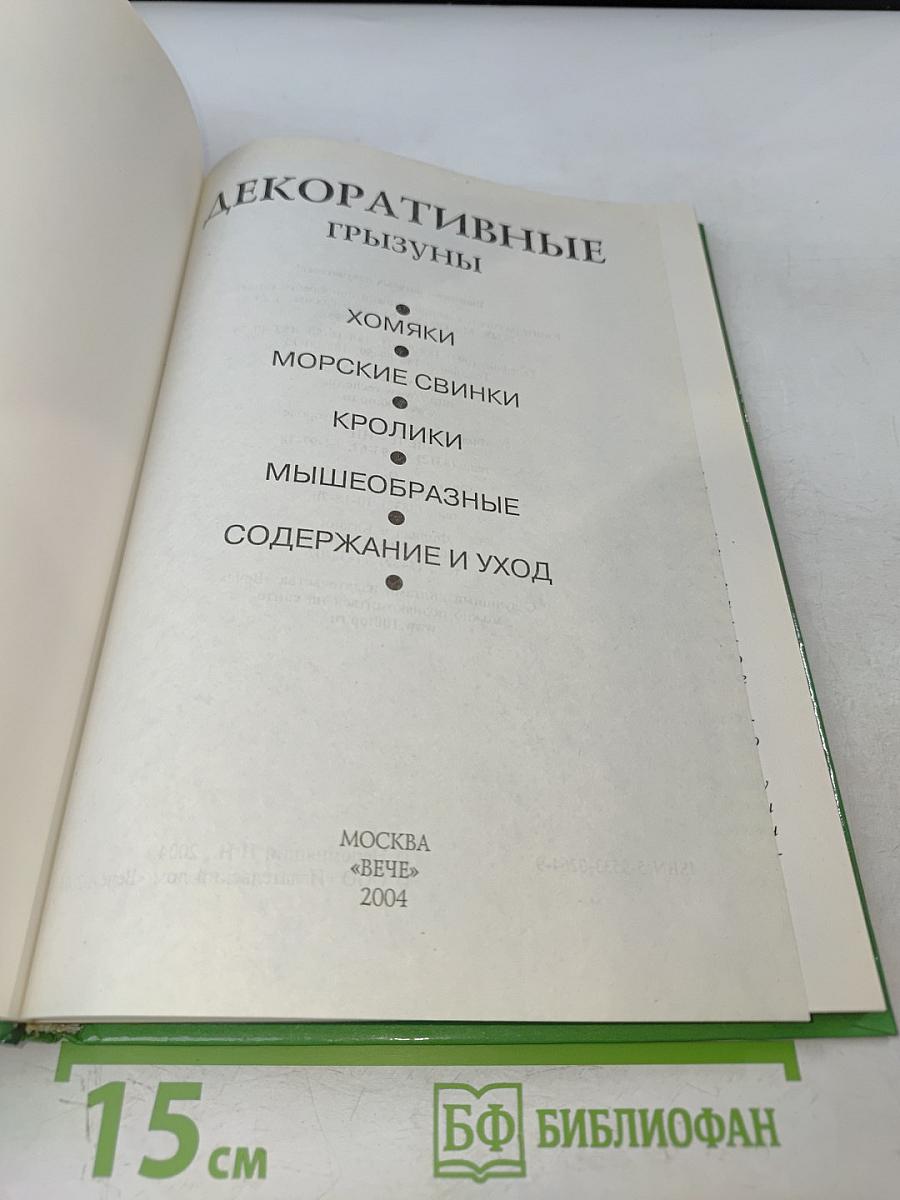 ДЕКОРАТИВНЫЕ
ГРЫЗУНЫ
ХОМЯКИ
МОРСКИЕ СВИНКИ
КРОЛИКИ
МЫШЕОБРАЗНЫЕ
СОДЕРЖАНИЕ И УХОД
МОСКВА
«ВЕЧЕ»
2004
15 см
БФ БИБЛИОФАН